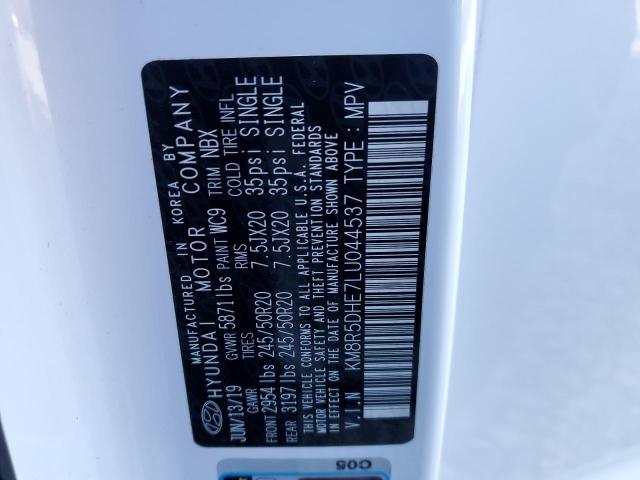 MANUFACTURED IN KOREA BY
HYUNDAI MOTOR COMPANY
JUN/13/19 GVWR 5871 lbs PAINT WC9 TRIM NBX
GAWR TIRES RIMS COLD TIRE INFL
FRONT 2954 lbs 245/50R20 7.5JX20 35psi SINGLE
REAR 3197 lbs 245/50R20 7.5JX20 35psi SINGLE
THIS VEHICLE CONFORMS TO ALL APPLICABLE U.S.A. FEDERAL
MOTOR VEHICLE SAFETY AND THEFT PREVENTION STANDARDS
IN EFFECT ON THE DATE OF MANUFACTURE SHOWN ABOVE
V.I.N : KM8R5DHE7LU044537 TYPE : MPV
C05